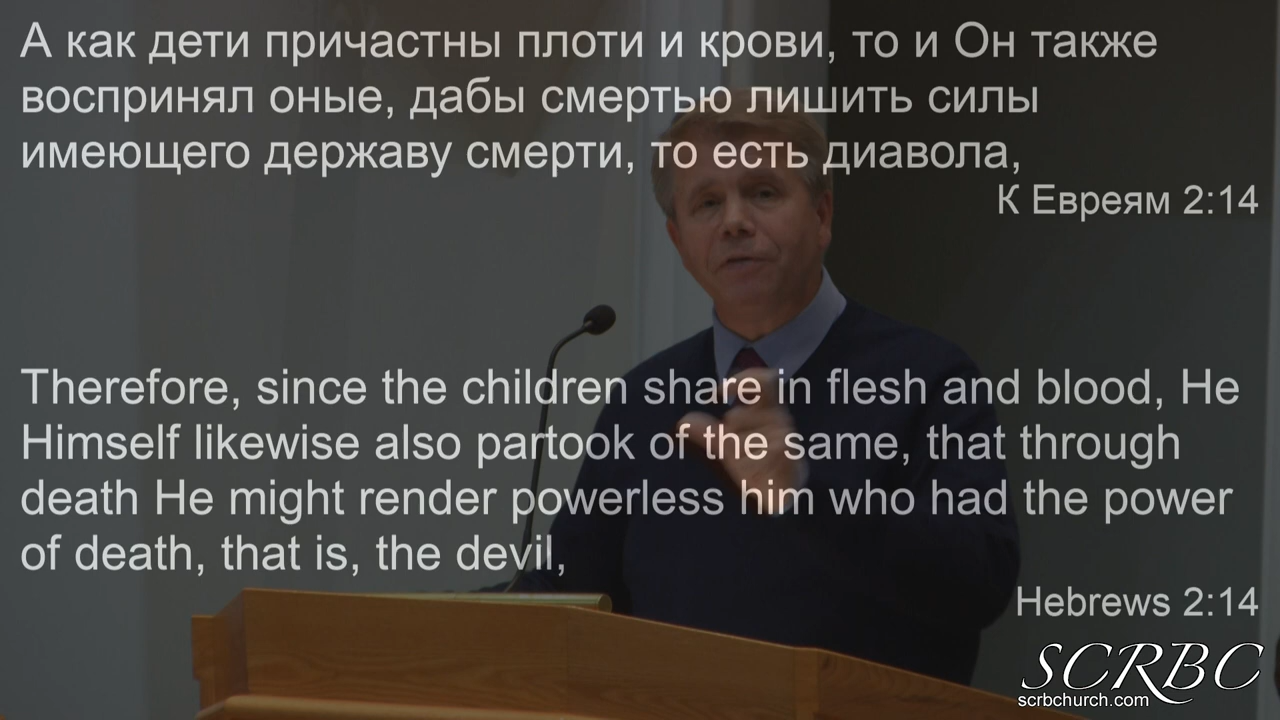 А как дети причастны плоти и крови, то и Он также
воспринял оные, дабы смертью лишить силы
имеющего державу смерти, то есть диавола,
К Евреям 2:14
Therefore, since the children share in flesh and blood, He
Himself likewise also partook of the same, that through
death He might render powerless him who had the power
of death, that is, the devil,
Hebrews 2:14
SCRBC
scrbchurch.com